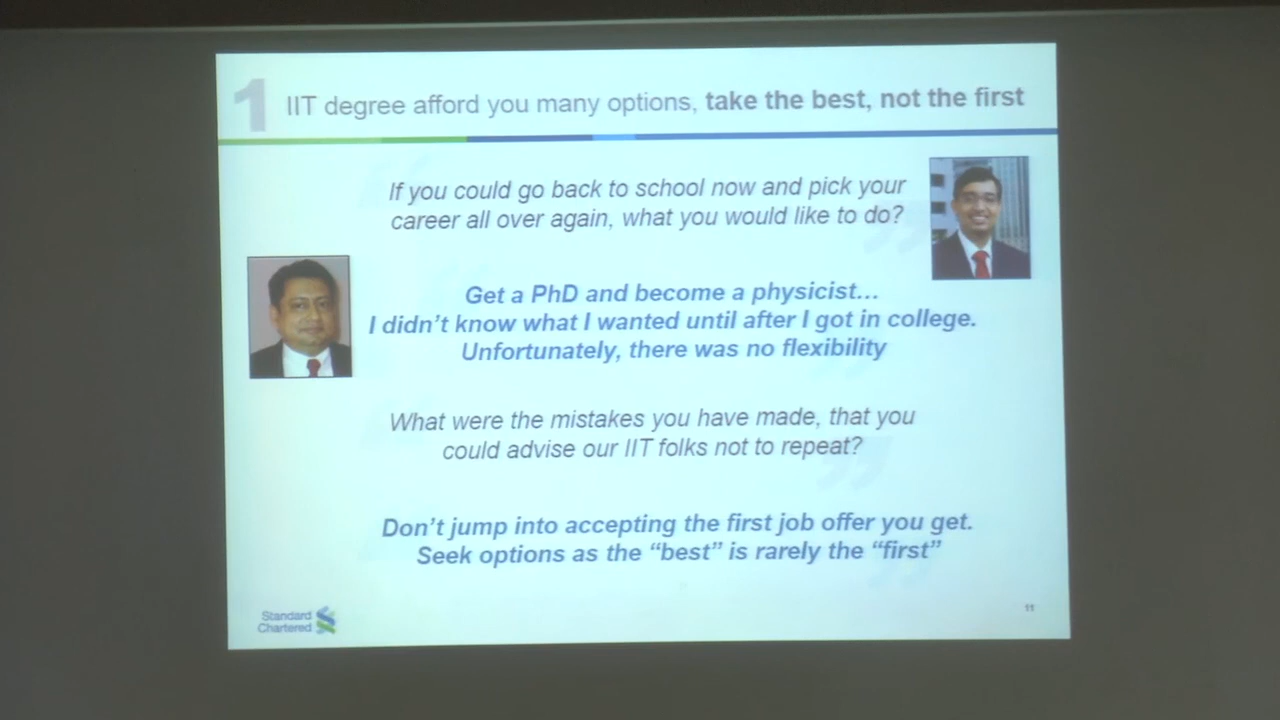 1
IIT degree afford you many options, take the best, not the first
If you could go back to school now and pick your
career all over again, what you would like to do?
Get a PhD and become a physicist...
I didn't know what I wanted until after I got in college.
Unfortunately, there was no flexibility
What were the mistakes you have made, that you
could advise our IIT folks not to repeat?
Don't jump into accepting the first job offer you get.
Seek options as the “best” is rarely the “first”
Standard
Chartered
11